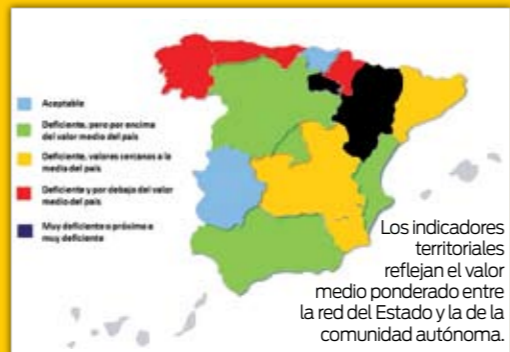 Aceptable
Deficiente, pero por encima
del valor medio del país
Deficiente, valores cercanos a la
media del país
Deficiente y por debajo del valor
medio del país
Muy deficiente o próximo a
muy deficiente
Los indicadores
territoriales
reflejan el valor
medio ponderado entre
la red del Estado y la de la
comunidad autónoma.